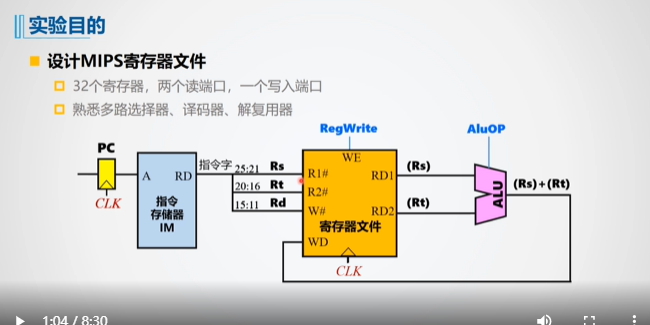 实验目的
设计MIPS寄存器文件
32个寄存器，两个读端口，一个写入端口
熟悉多路选择器、译码器、解复用器
RegWrite
AluOP
PC
CLK
A
RD
指令
存储器
IM
指令字
25:21
Rs
20:16
Rt
15:11
Rd
WE
R1#
R2#
W#
WD
RD1
RD2
寄存器文件
CLK
(Rs)
(Rt)
ALU
(Rs)+(Rt)
1:04 / 8:30